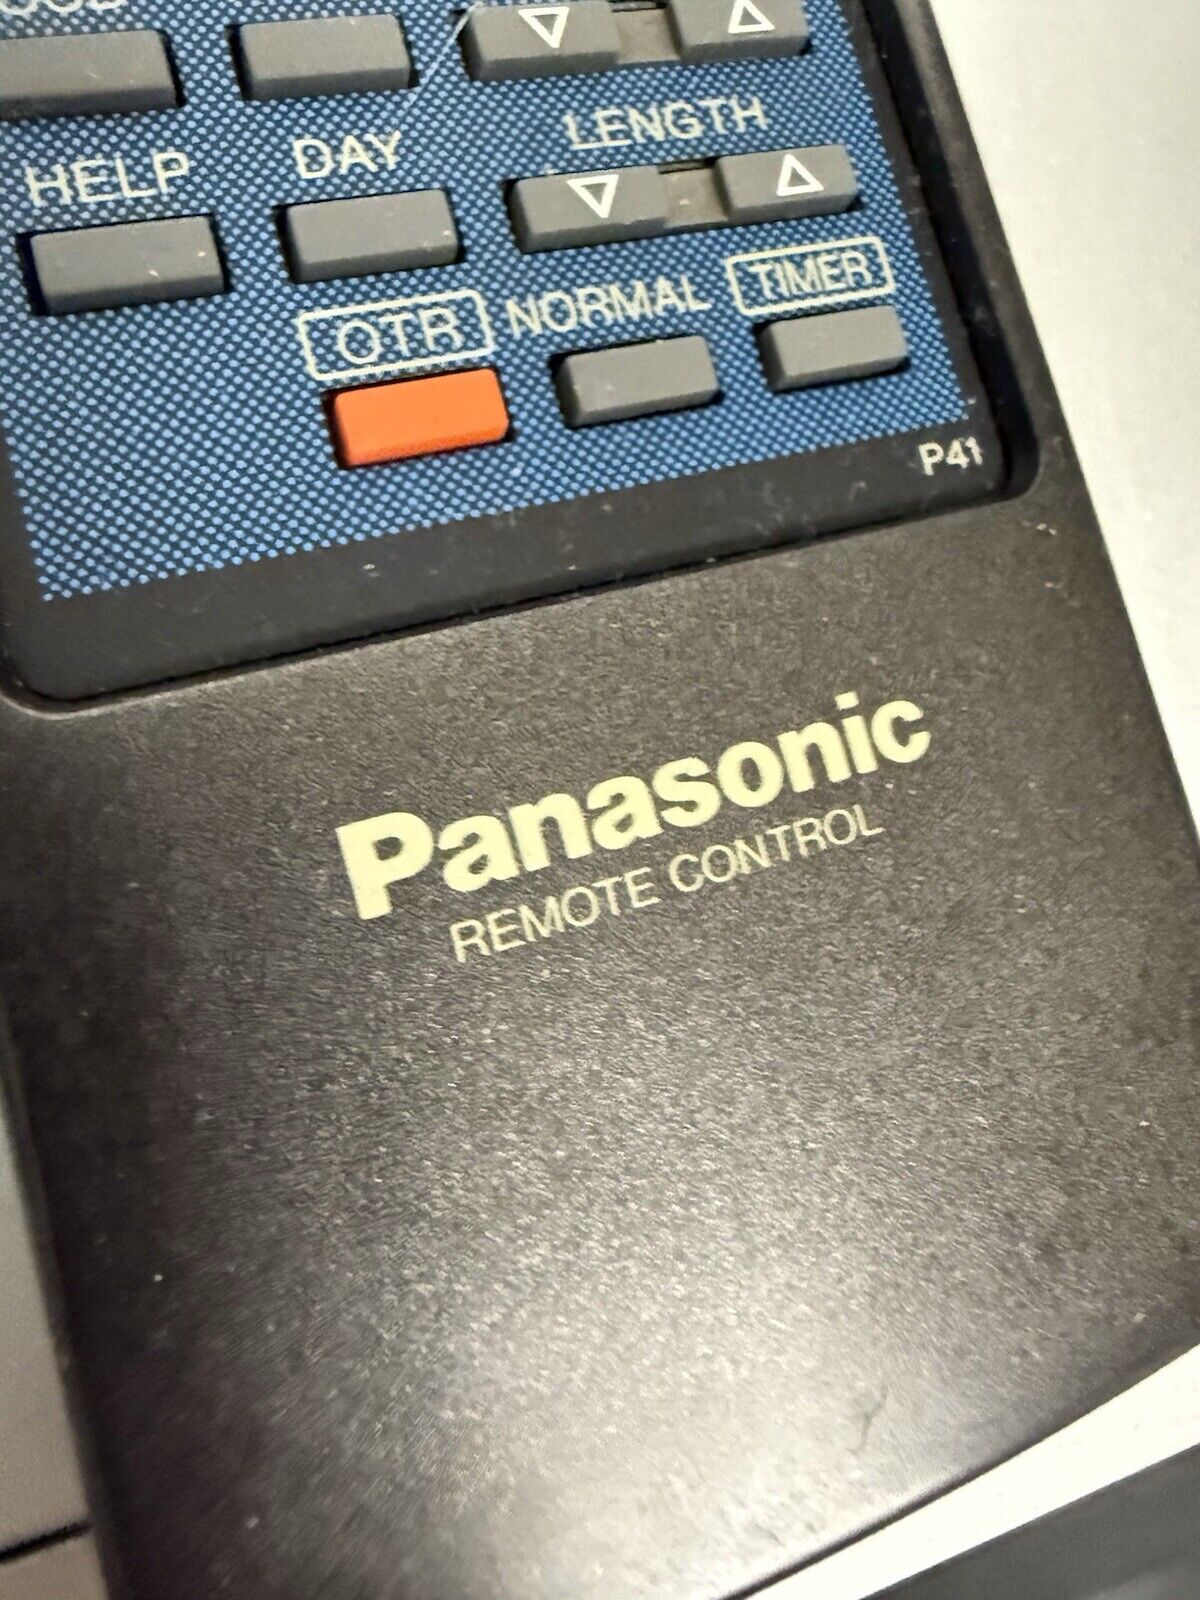 LENGTH
HELP DAY
OTR NORMAL TIMER
P41
Panasonic
REMOTE CONTROL